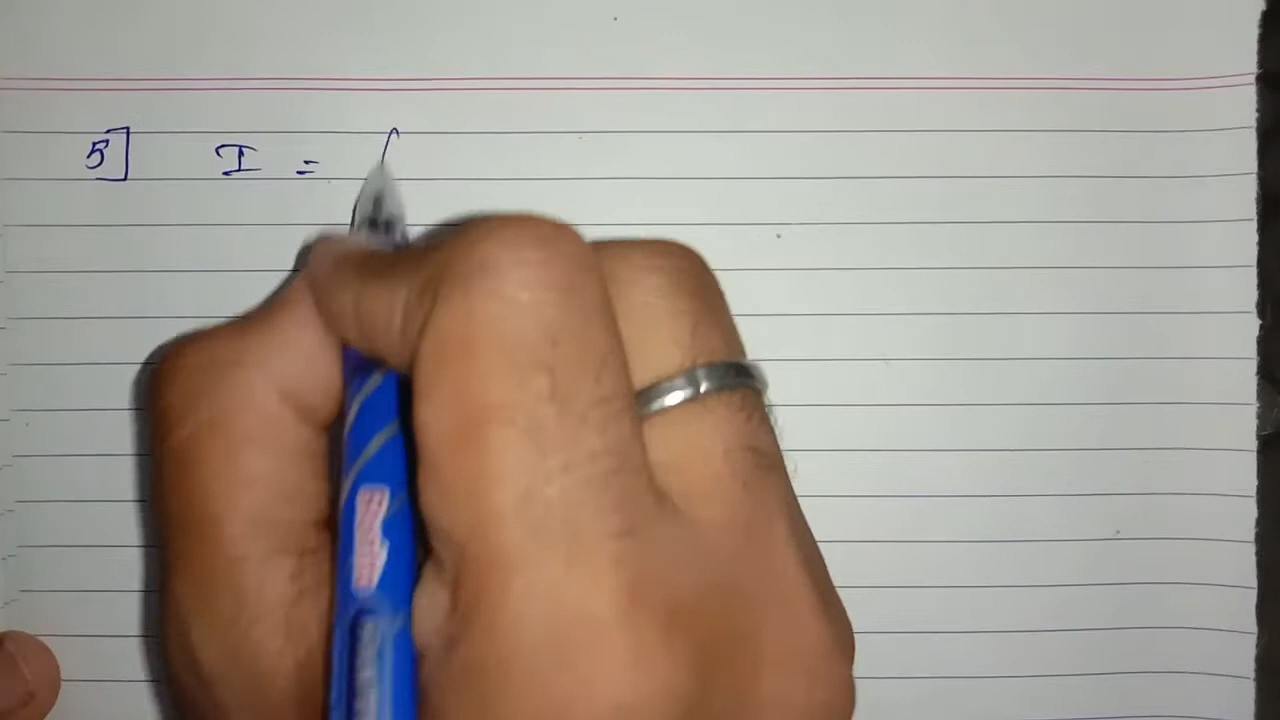 5] I = ∫